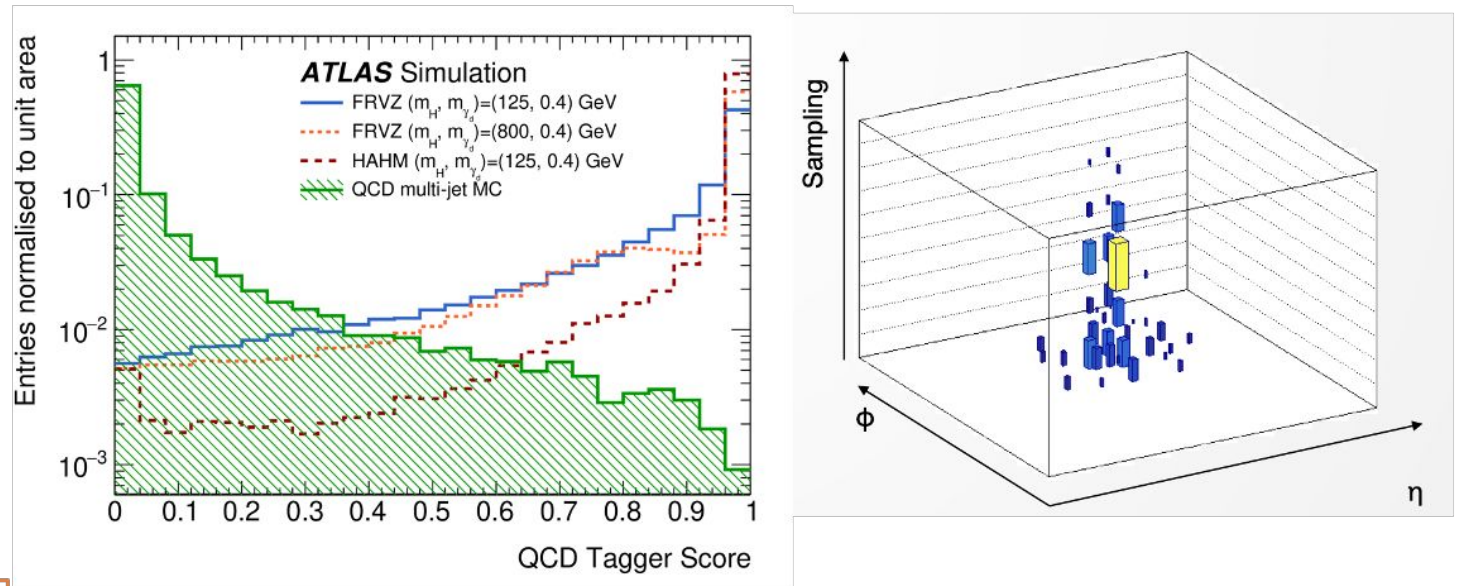 Entries normalised to unit area
1
10⁻¹
10⁻²
10⁻³
ATLAS Simulation
FRVZ (m_H, m_γ_d)=(125, 0.4) GeV
FRVZ (m_H, m_γ_d)=(800, 0.4) GeV
HAHM (m_H, m_γ_d)=(125, 0.4) GeV
QCD multi-jet MC
0 0.1 0.2 0.3 0.4 0.5 0.6 0.7 0.8 0.9 1
QCD Tagger Score
Sampling
ϕ
η